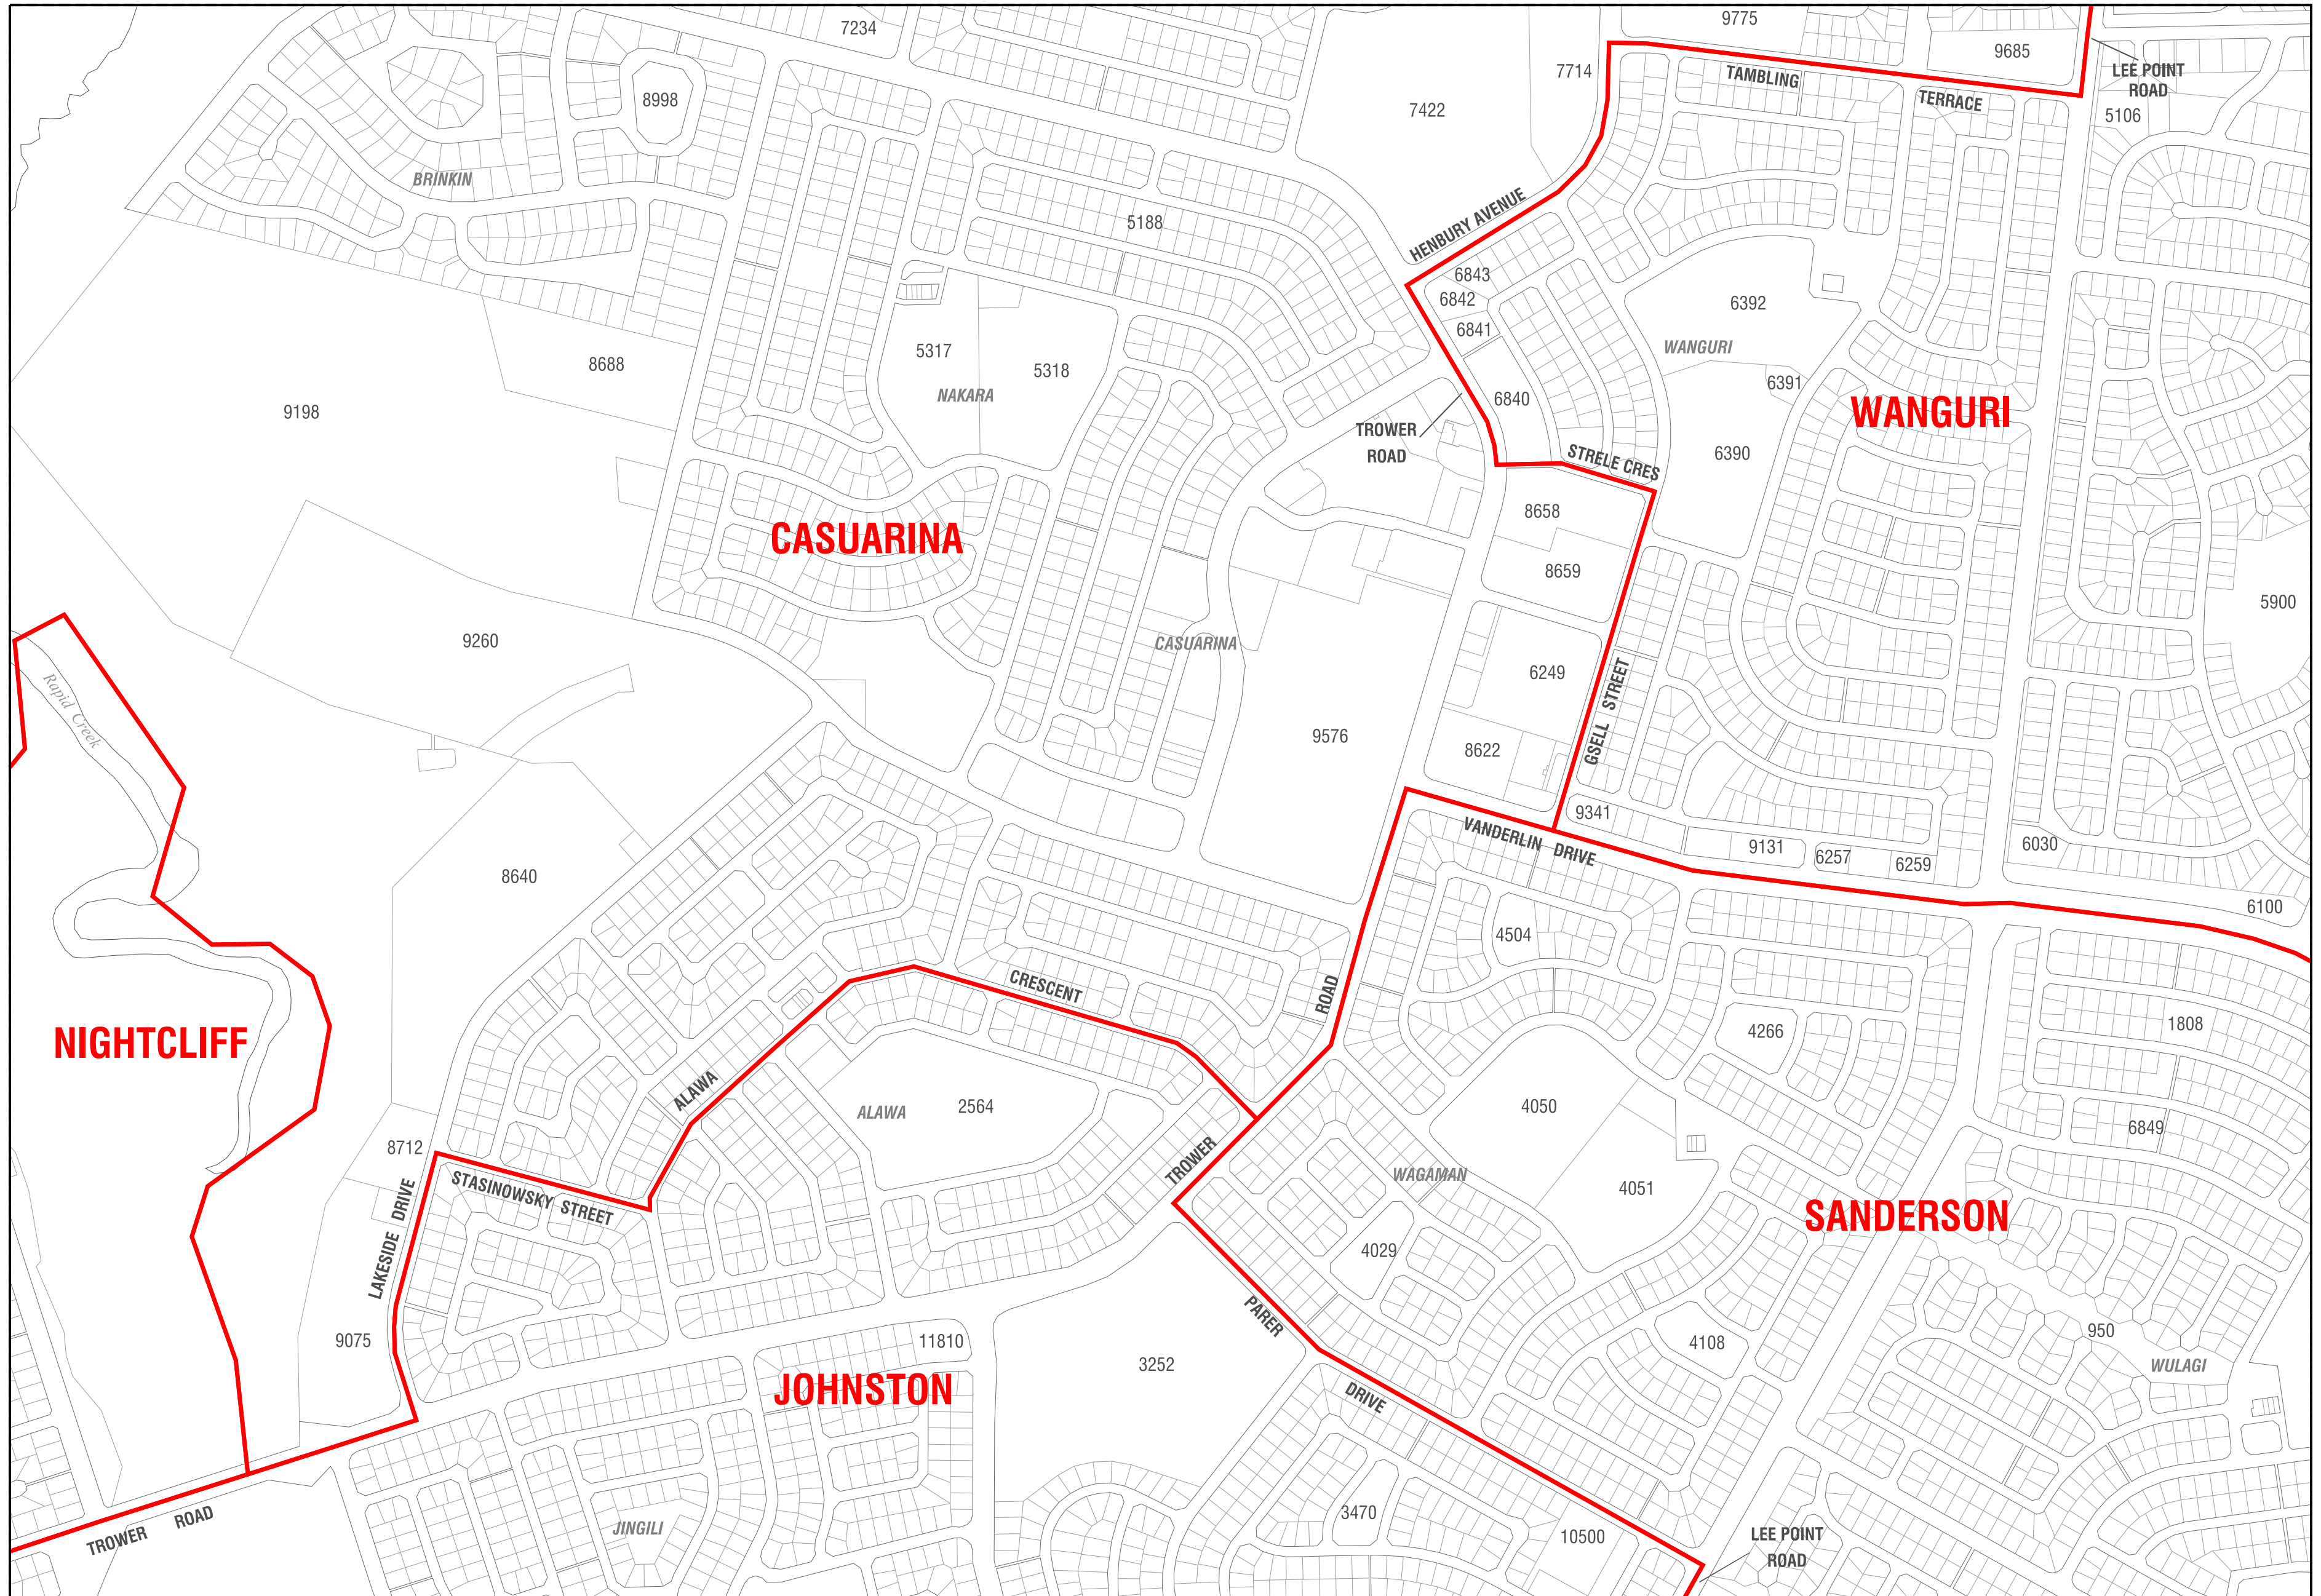 7234
9775
9685
LEE POINT
ROAD
7714
TAMBLING
TERRACE
8998
7422
5106
BRINKIN
5188
HENBURY AVENUE
6843
6842
6841
6392
WANGURI
5317
5318
NAKARA
8688
9198
6391
6840
WANGURI
TROWER
ROAD
STRELE CRES
6390
CASUARINA
8658
8659
5900
9260
CASUARINA
6249
Rapid Creek
GSELL STREET
9576
8622
9341
VANDERLIN DRIVE
9131
6257
6259
6030
6100
8640
4504
CRESCENT
ROAD
NIGHTCLIFF
4266
1808
ALAWA
ALAWA
2564
4050
6849
8712
STASINOWSKY STREET
TROWER
WAGAMAN
4051
SANDERSON
LAKESIDE DRIVE
4029
9075
11810
PARER
4108
950
WULAGI
3252
JOHNSTON
DRIVE
3470
10500
LEE POINT
ROAD
TROWER ROAD
JINGILI